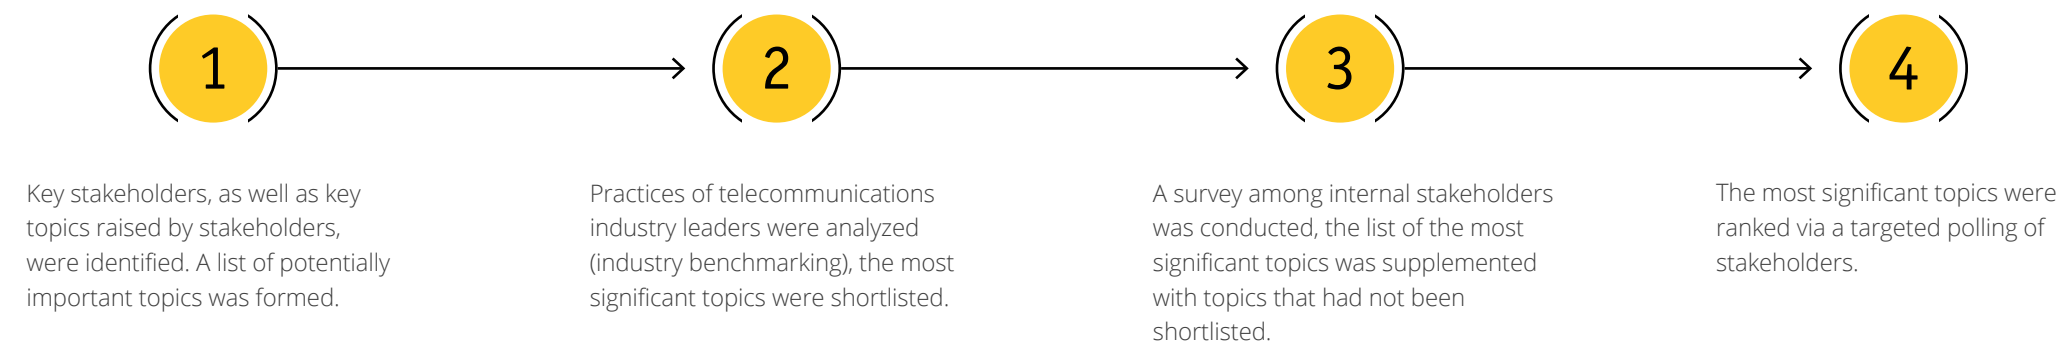 1
Key stakeholders, as well as key
topics raised by stakeholders,
were identified. A list of potentially
important topics was formed.
2
Practices of telecommunications
industry leaders were analyzed
(industry benchmarking), the most
significant topics were shortlisted.
3
A survey among internal stakeholders
was conducted, the list of the most
significant topics was supplemented
with topics that had not been
shortlisted.
4
The most significant topics were
ranked via a targeted polling of
stakeholders.